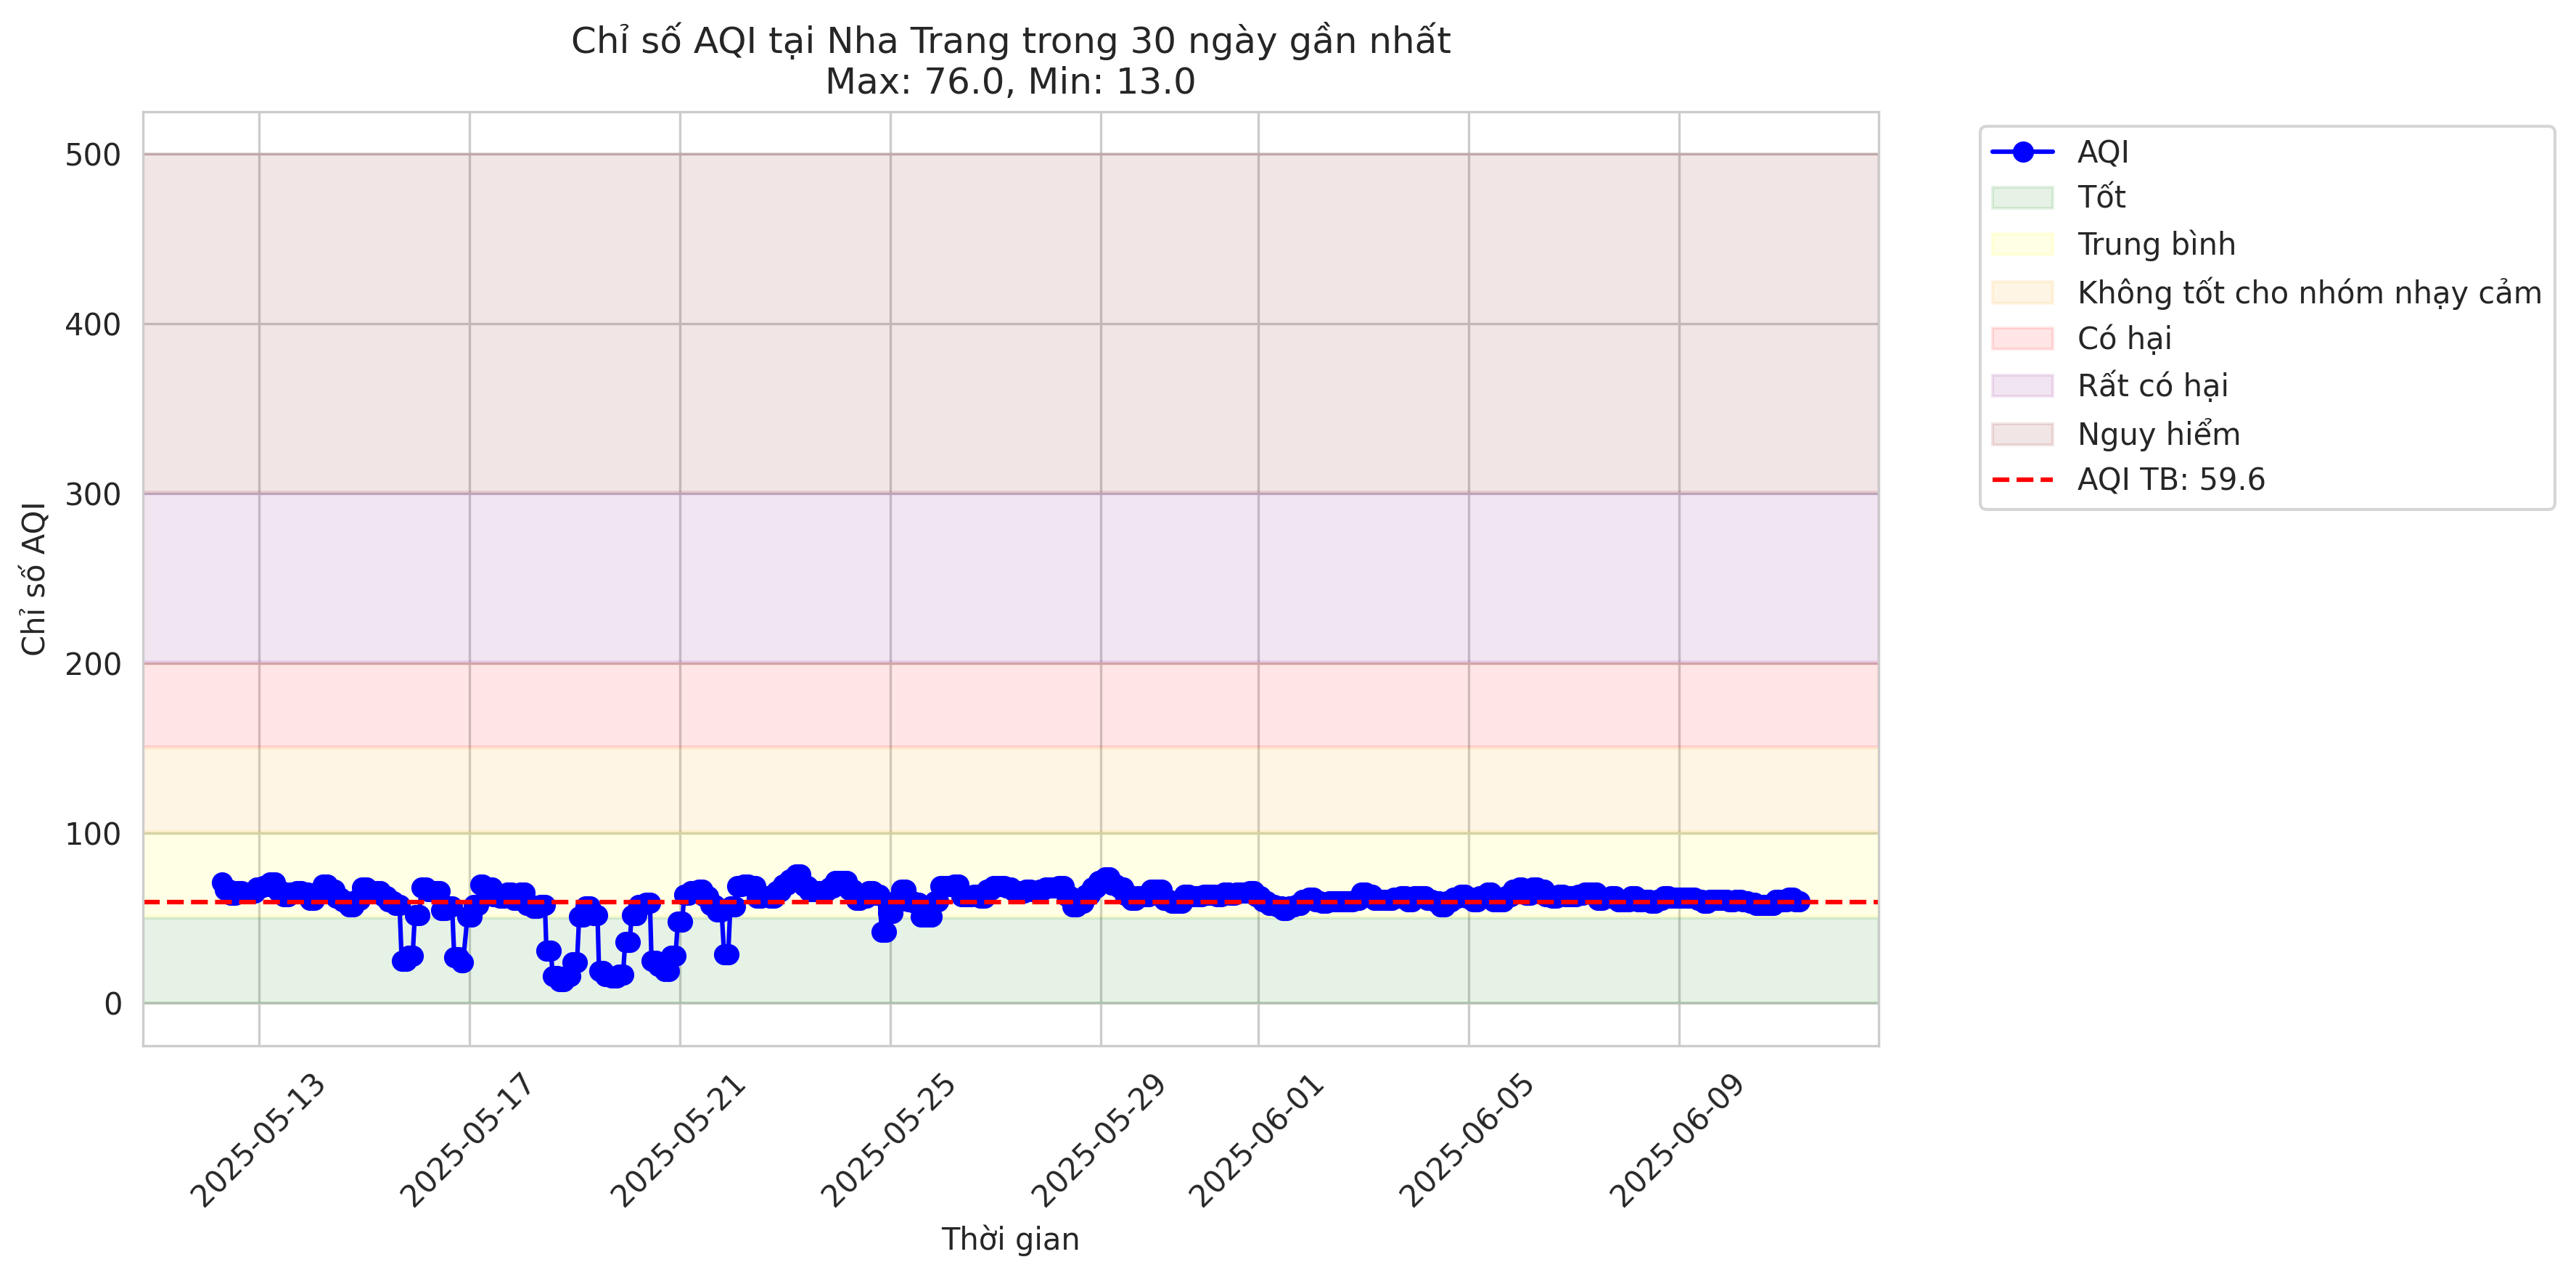 Chỉ số AQI tại Nha Trang trong 30 ngày gần nhất
Max: 76.0, Min: 13.0
Chỉ số AQI
500
400
300
200
100
0
2025-05-13
2025-05-17
2025-05-21
2025-05-25
2025-05-29
2025-06-01
2025-06-05
2025-06-09
Thời gian
AQI
Tốt
Trung bình
Không tốt cho nhóm nhạy cảm
Có hại
Rất có hại
Nguy hiểm
AQI TB: 59.6